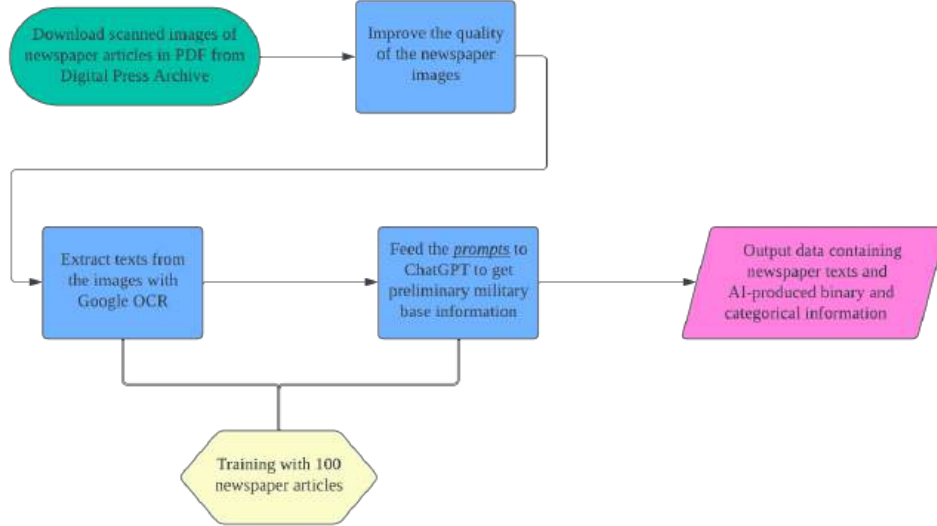 Download scanned images of
newspaper articles in PDF from
Digital Press Archive
Improve the quality
of the newspaper
images
Extract texts from
the images with
Google OCR
Feed the prompts to
ChatGPT to get
preliminary military
base information
Output data containing
newspaper texts and
AI-produced binary and
categorical information
Training with 100
newspaper articles